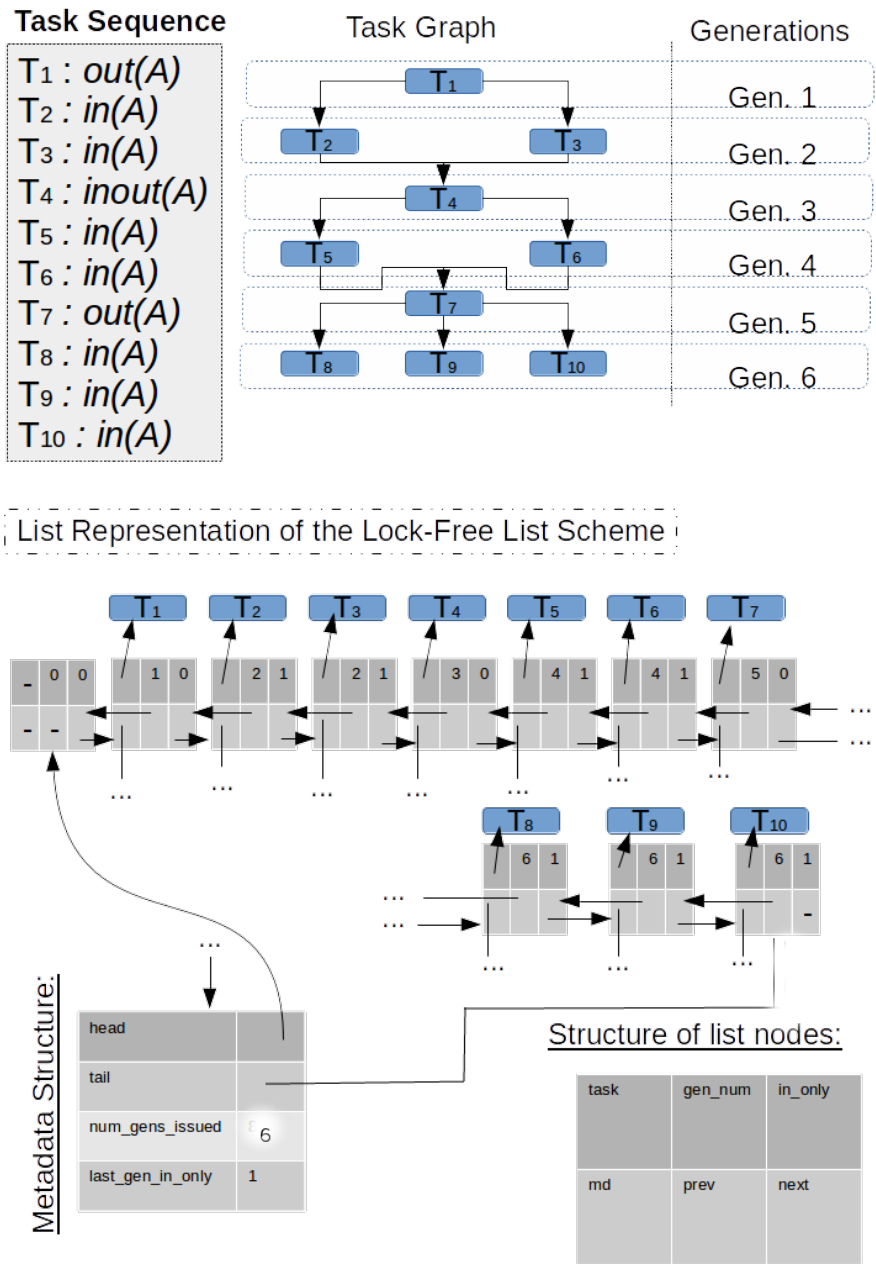 Task Sequence
T1 : out(A)
T2 : in(A)
T3 : in(A)
T4 : inout(A)
T5 : in(A)
T6 : in(A)
T7 : out(A)
T8 : in(A)
T9 : in(A)
T10 : in(A)
Task Graph
Generations
T1
Gen. 1
T2 T3
Gen. 2
T4
Gen. 3
T5 T6
Gen. 4
T7
Gen. 5
T8 T9 T10
Gen. 6
List Representation of the Lock-Free List Scheme
T1 T2 T3 T4 T5 T6 T7
- 0 0 1 0 2 1 2 1 3 0 4 1 4 1 5 0
- -
...
...
... ... ... ... ... ... ...
T8 T9 T10
6 1 6 1 6 1
...
...
-
... ... ...
...
Metadata Structure:
head
tail
num_gens_issued 6
last_gen_in_only 1
Structure of list nodes:
task gen_num in_only
md prev next